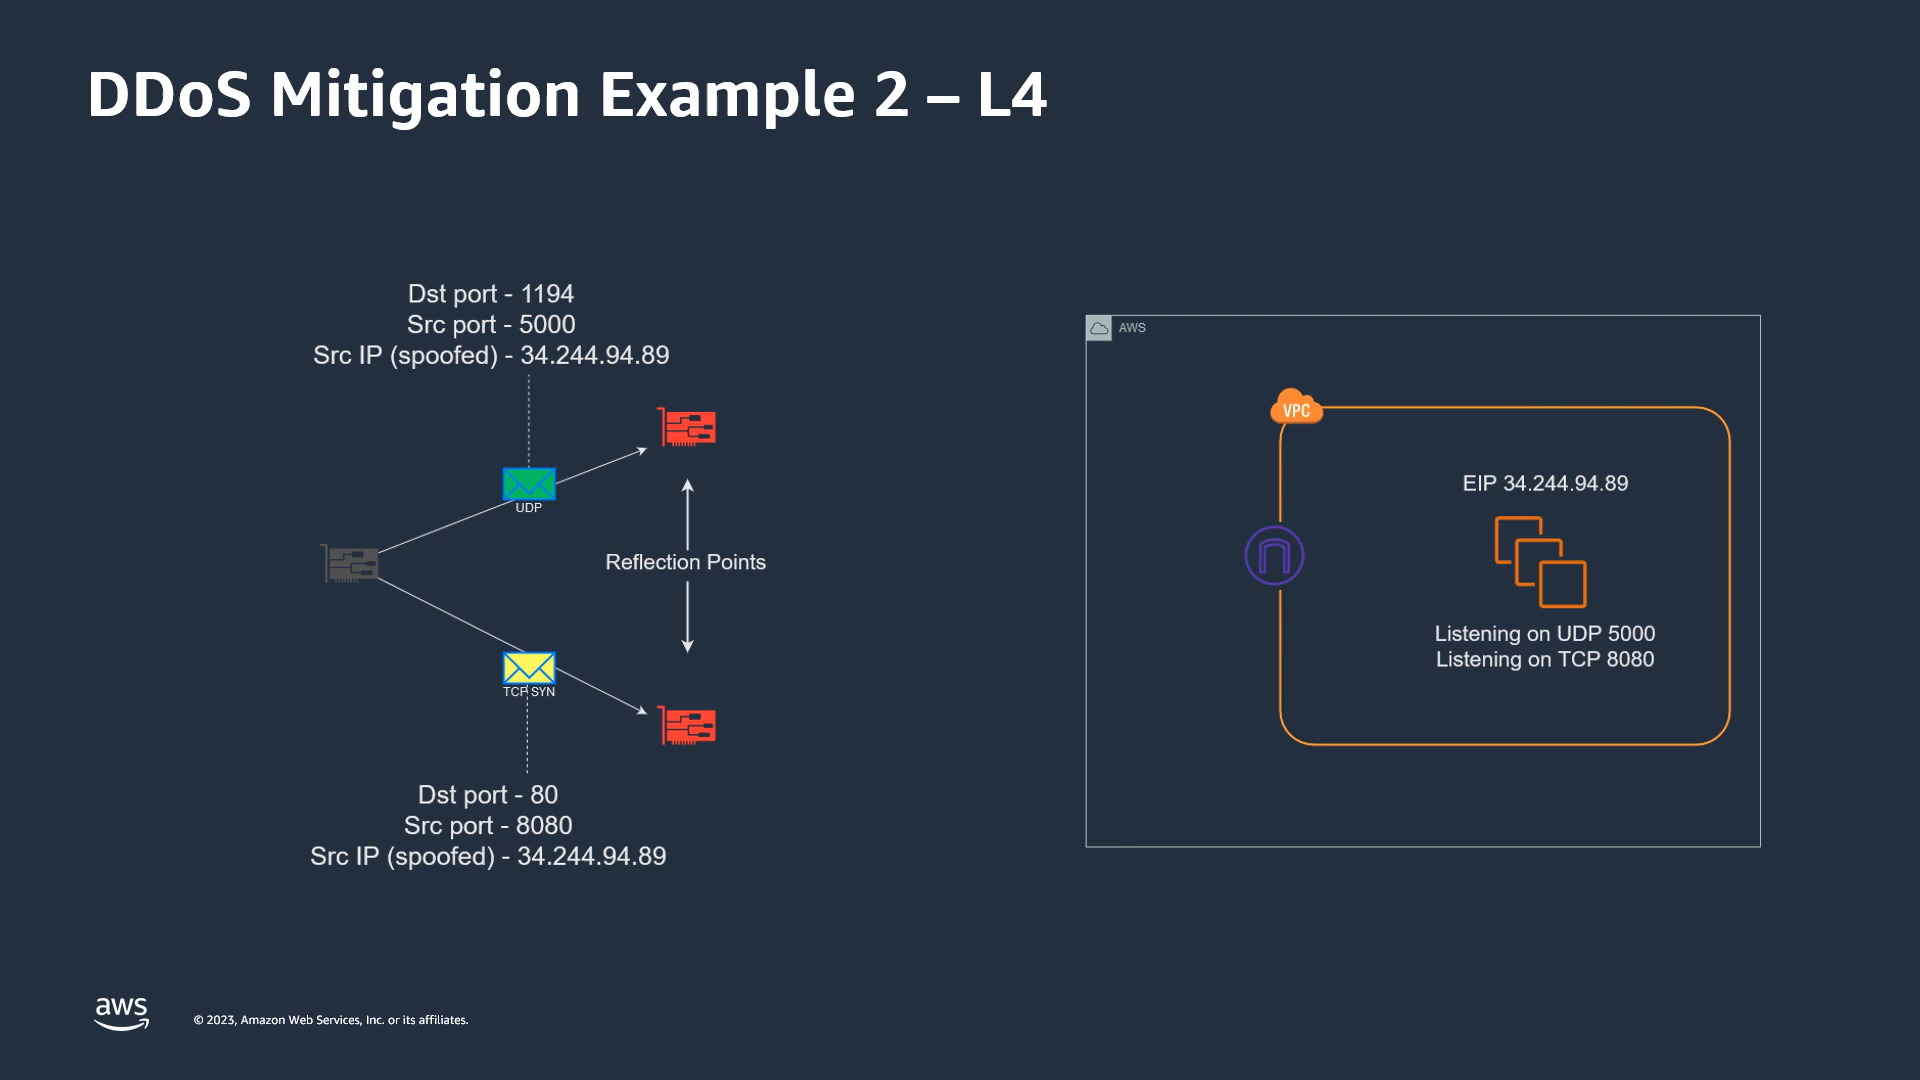 DDoS Mitigation Example 2 – L4
Dst port - 1194
Src port - 5000
Src IP (spoofed) - 34.244.94.89
UDP
Reflection Points
TCP SYN
Dst port - 80
Src port - 8080
Src IP (spoofed) - 34.244.94.89
AWS
VPC
EIP 34.244.94.89
Listening on UDP 5000
Listening on TCP 8080
aws
© 2023, Amazon Web Services, Inc. or its affiliates.